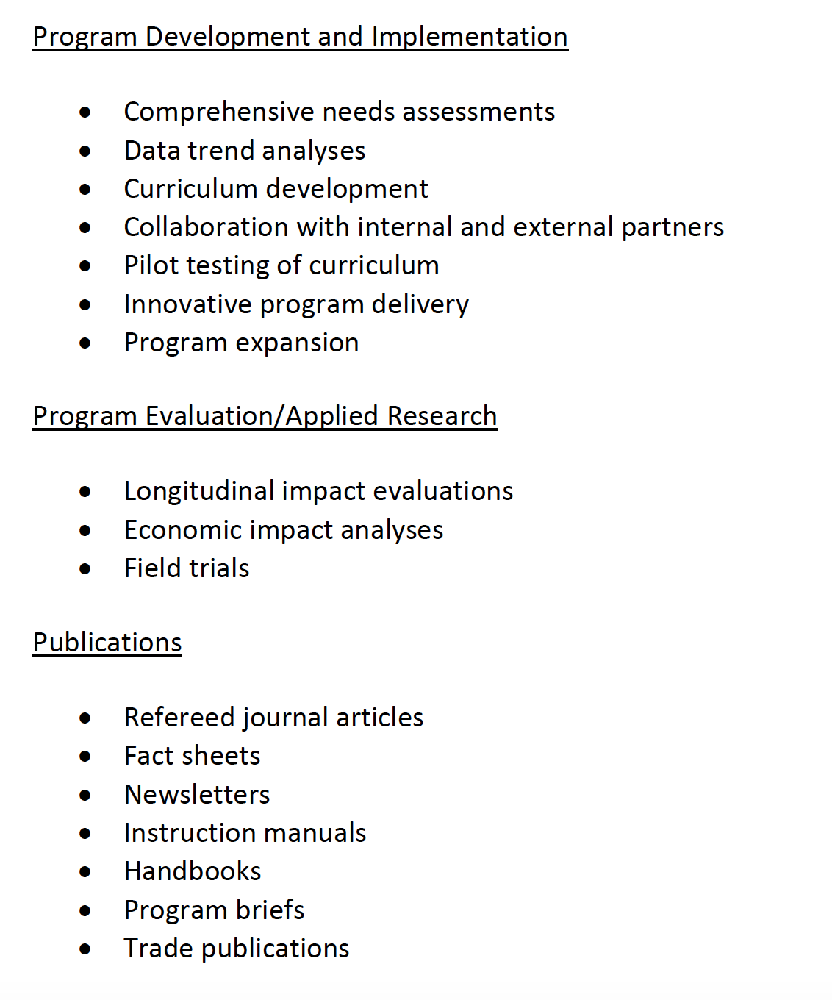 Program Development and Implementation
• Comprehensive needs assessments
• Data trend analyses
• Curriculum development
• Collaboration with internal and external partners
• Pilot testing of curriculum
• Innovative program delivery
• Program expansion
Program Evaluation/Applied Research
• Longitudinal impact evaluations
• Economic impact analyses
• Field trials
Publications
• Refereed journal articles
• Fact sheets
• Newsletters
• Instruction manuals
• Handbooks
• Program briefs
• Trade publications